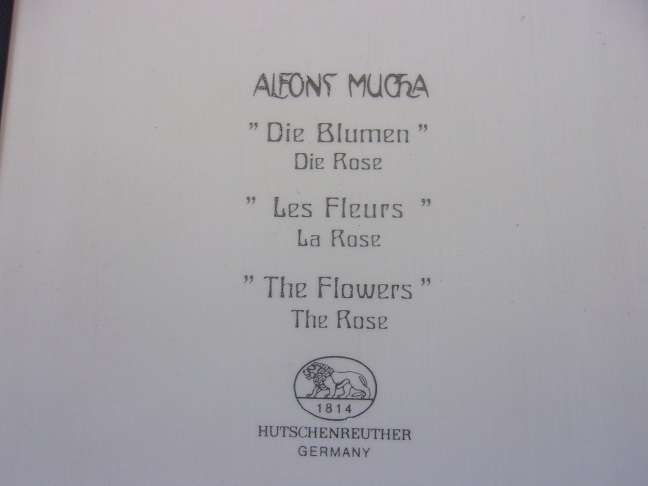 ALFONS MUCHA
" Die Blumen "
Die Rose
" Les Fleurs "
La Rose
" The Flowers "
The Rose
1814
HUTSCHENREUTHER
GERMANY